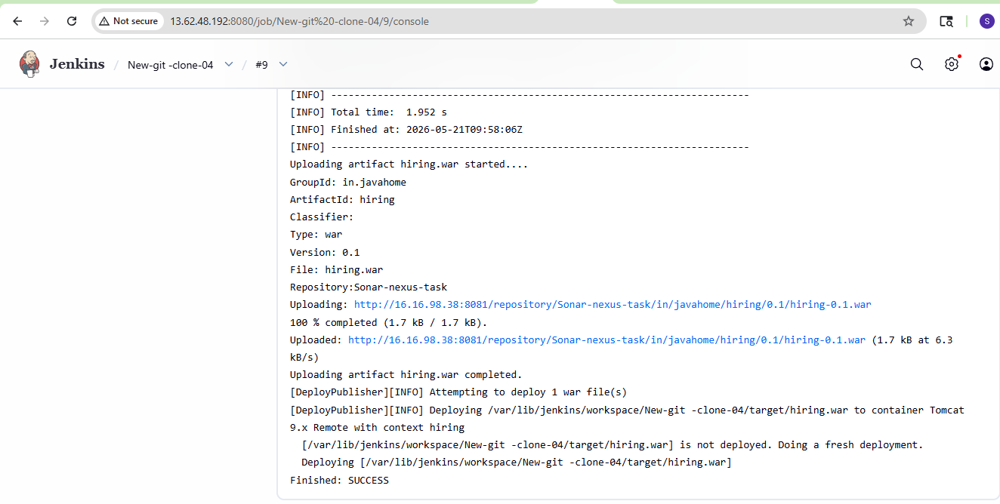 Not secure 13.62.48.192:8080/job/New-git%20-clone-04/9/console S
Jenkins / New-git -clone-04 / #9
[INFO] ------------------------------------------------------------------------
[INFO] Total time:  1.952 s
[INFO] Finished at: 2026-05-21T09:58:06Z
[INFO] ------------------------------------------------------------------------
Uploading artifact hiring.war started....
GroupId: in.javahome
ArtifactId: hiring
Classifier:
Type: war
Version: 0.1
File: hiring.war
Repository:Sonar-nexus-task
Uploading: http://16.16.98.38:8081/repository/Sonar-nexus-task/in/javahome/hiring/0.1/hiring-0.1.war
100 % completed (1.7 kB / 1.7 kB).
Uploaded: http://16.16.98.38:8081/repository/Sonar-nexus-task/in/javahome/hiring/0.1/hiring-0.1.war (1.7 kB at 6.3
kB/s)
Uploading artifact hiring.war completed.
[DeployPublisher][INFO] Attempting to deploy 1 war file(s)
[DeployPublisher][INFO] Deploying /var/lib/jenkins/workspace/New-git -clone-04/target/hiring.war to container Tomcat
9.x Remote with context hiring
  [/var/lib/jenkins/workspace/New-git -clone-04/target/hiring.war] is not deployed. Doing a fresh deployment.
  Deploying [/var/lib/jenkins/workspace/New-git -clone-04/target/hiring.war]
Finished: SUCCESS